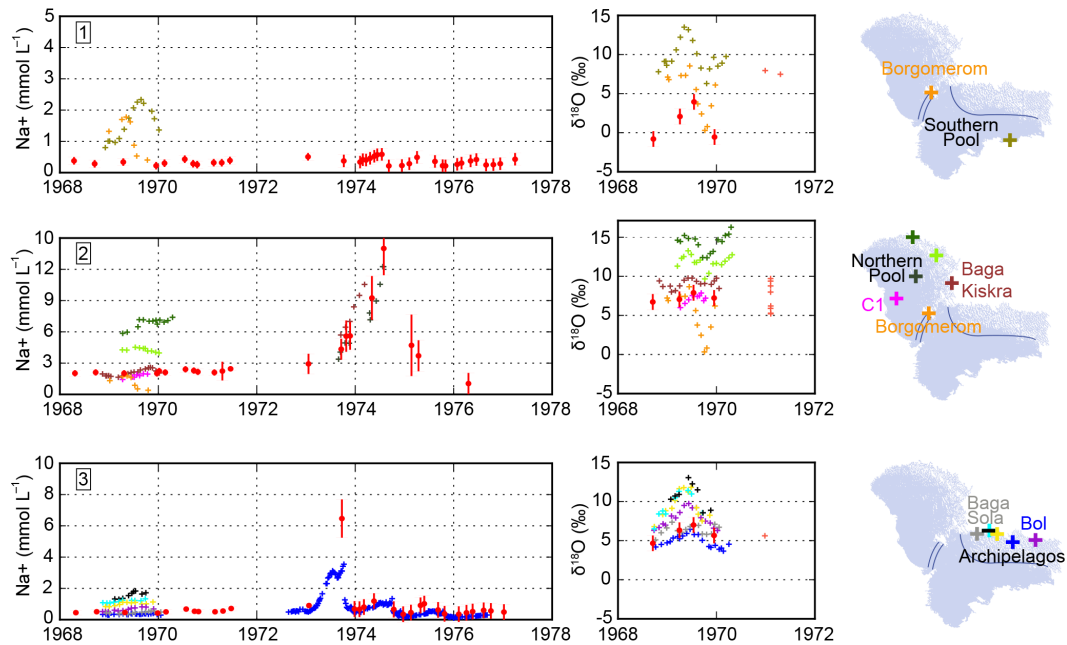 1
Na+ (mmol L⁻¹)
5
4
3
2
1
0
1968 1970 1972 1974 1976 1978
δ¹⁸O (‰)
15
10
5
0
−5
1968 1970 1972
Borgomerom
Southern
Pool
2
Na+ (mmol L⁻¹)
10
12
9
6
3
0
1968 1970 1972 1974 1976 1978
δ¹⁸O (‰)
15
10
5
0
−5
1968 1970 1972
Northern
Pool
Baga
Kiskra
C1
Borgomerom
3
Na+ (mmol L⁻¹)
10
8
6
4
2
0
1968 1970 1972 1974 1976 1978
δ¹⁸O (‰)
15
10
5
0
−5
1968 1970 1972
Baga
Sola
Bol
Archipelagos